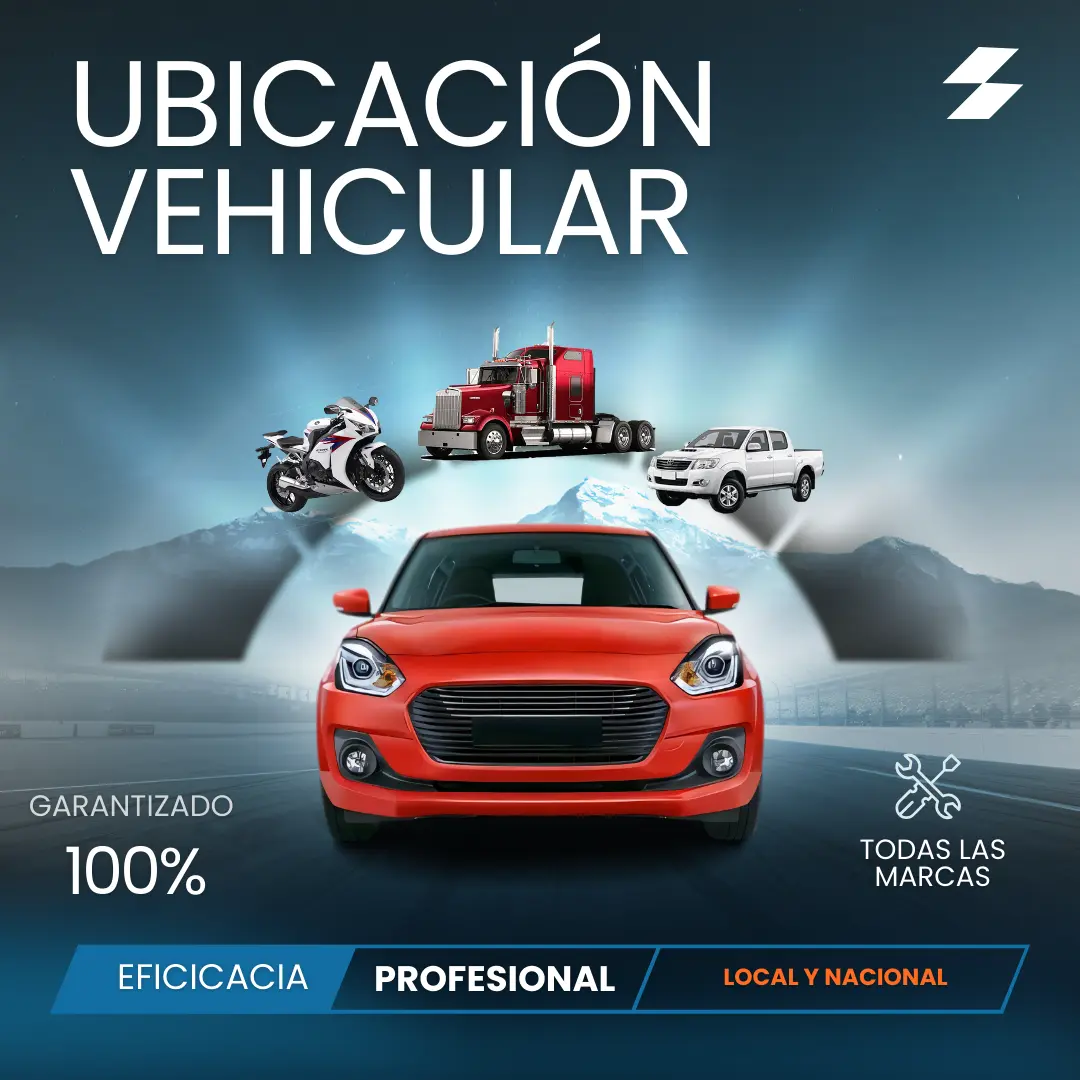 UBICACIÓN
VEHICULAR
GARANTIZADO
100%
TODAS LAS
MARCAS
EFICICACIA
PROFESIONAL
LOCAL Y NACIONAL